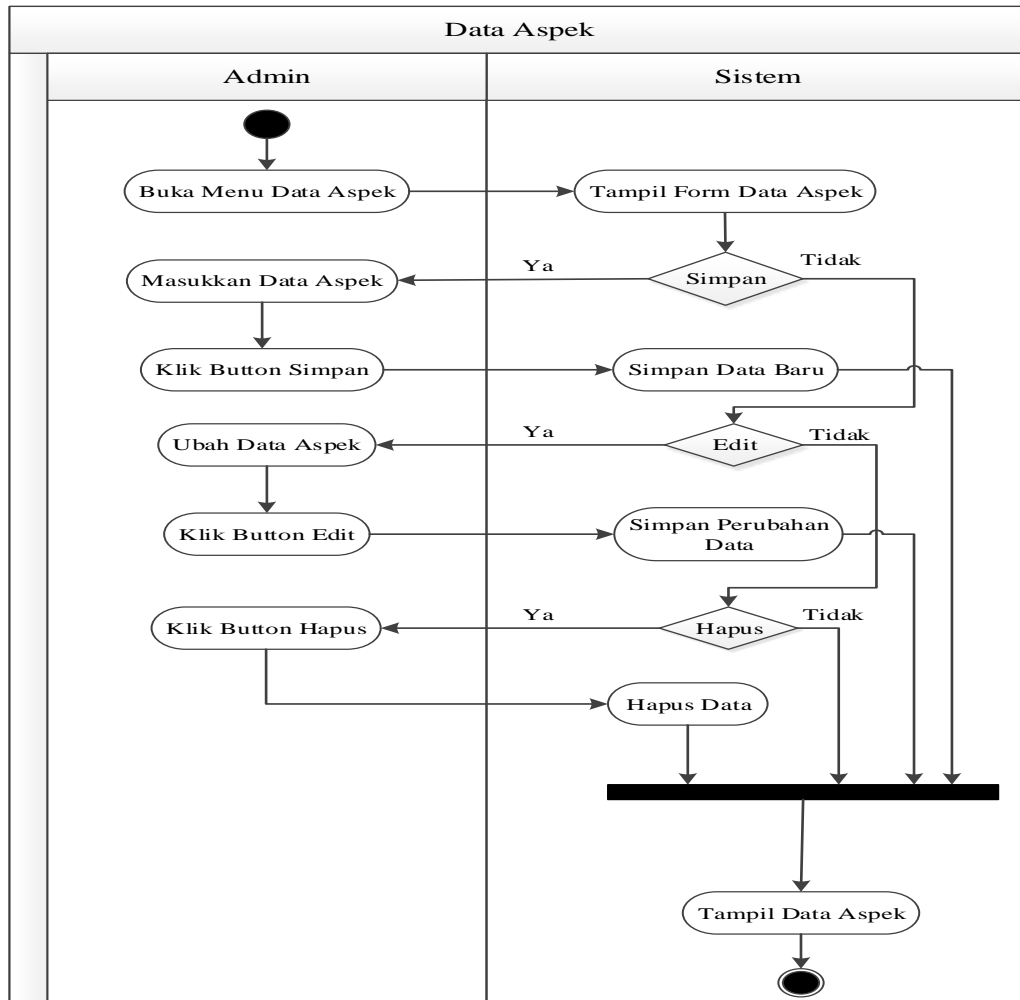 Data Aspek
Admin
Sistem
Buka Menu Data Aspek
Tampil Form Data Aspek
Masukkan Data Aspek
Ya
Simpan
Tidak
Klik Button Simpan
Simpan Data Baru
Ubah Data Aspek
Ya
Edit
Tidak
Klik Button Edit
Simpan Perubahan
Data
Klik Button Hapus
Ya
Hapus
Tidak
Hapus Data
Tampil Data Aspek